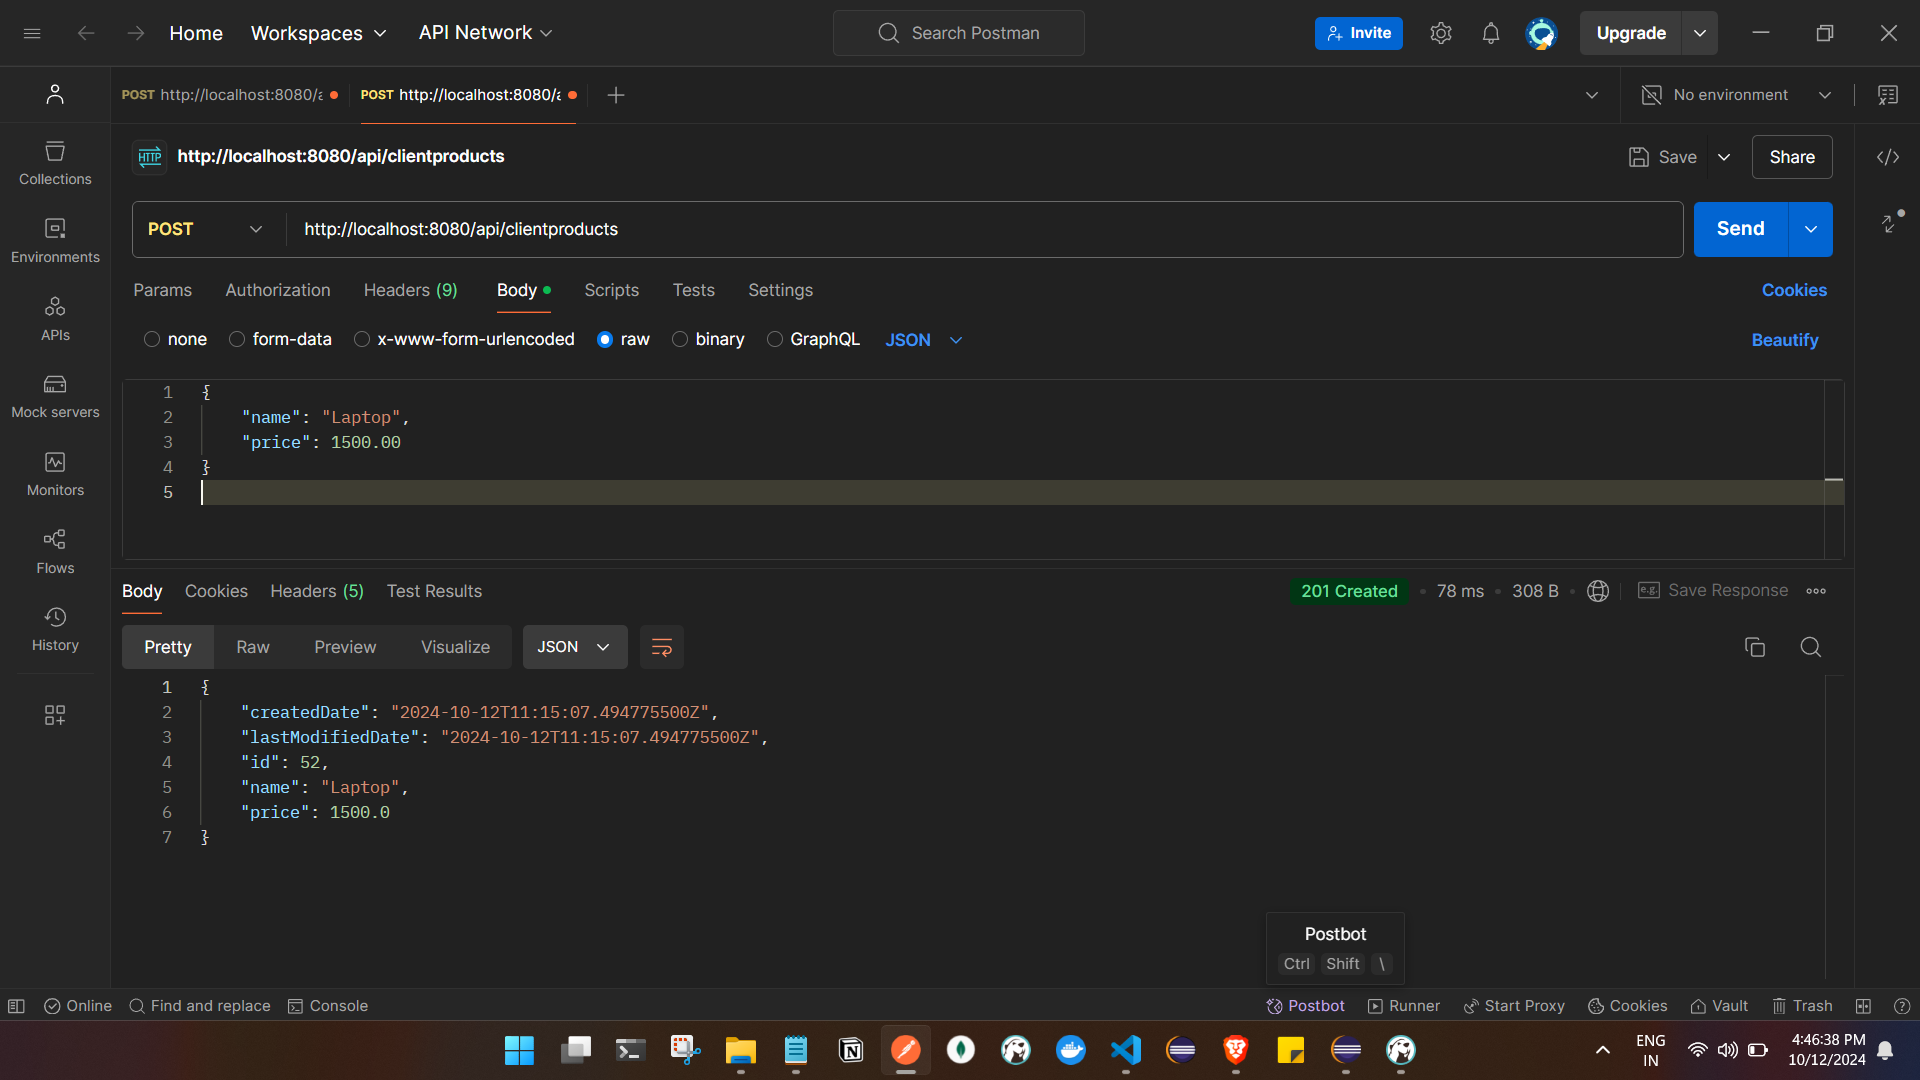 Home Workspaces API Network Search Postman Invite Upgrade
POST http://localhost:8080/a POST http://localhost:8080/a No environment
HTTP http://localhost:8080/api/clientproducts Save Share
POST http://localhost:8080/api/clientproducts Send
Params Authorization Headers (9) Body Scripts Tests Settings Cookies
none form-data x-www-form-urlencoded raw binary GraphQL JSON Beautify
Collections
Environments
APIs
Mock servers
Monitors
Flows
History
1 {
2 "name": "Laptop",
3 "price": 1500.00
4 }
5
Body Cookies Headers (5) Test Results 201 Created 78 ms 308 B e.g. Save Response
Pretty Raw Preview Visualize JSON
1 {
2 "createdDate": "2024-10-12T11:15:07.494775500Z",
3 "lastModifiedDate": "2024-10-12T11:15:07.494775500Z",
4 "id": 52,
5 "name": "Laptop",
6 "price": 1500.0
7 }
Postbot
Ctrl Shift \
Online Find and replace Console Postbot Runner Start Proxy Cookies Vault Trash
ENG
IN
4:46:38 PM
10/12/2024